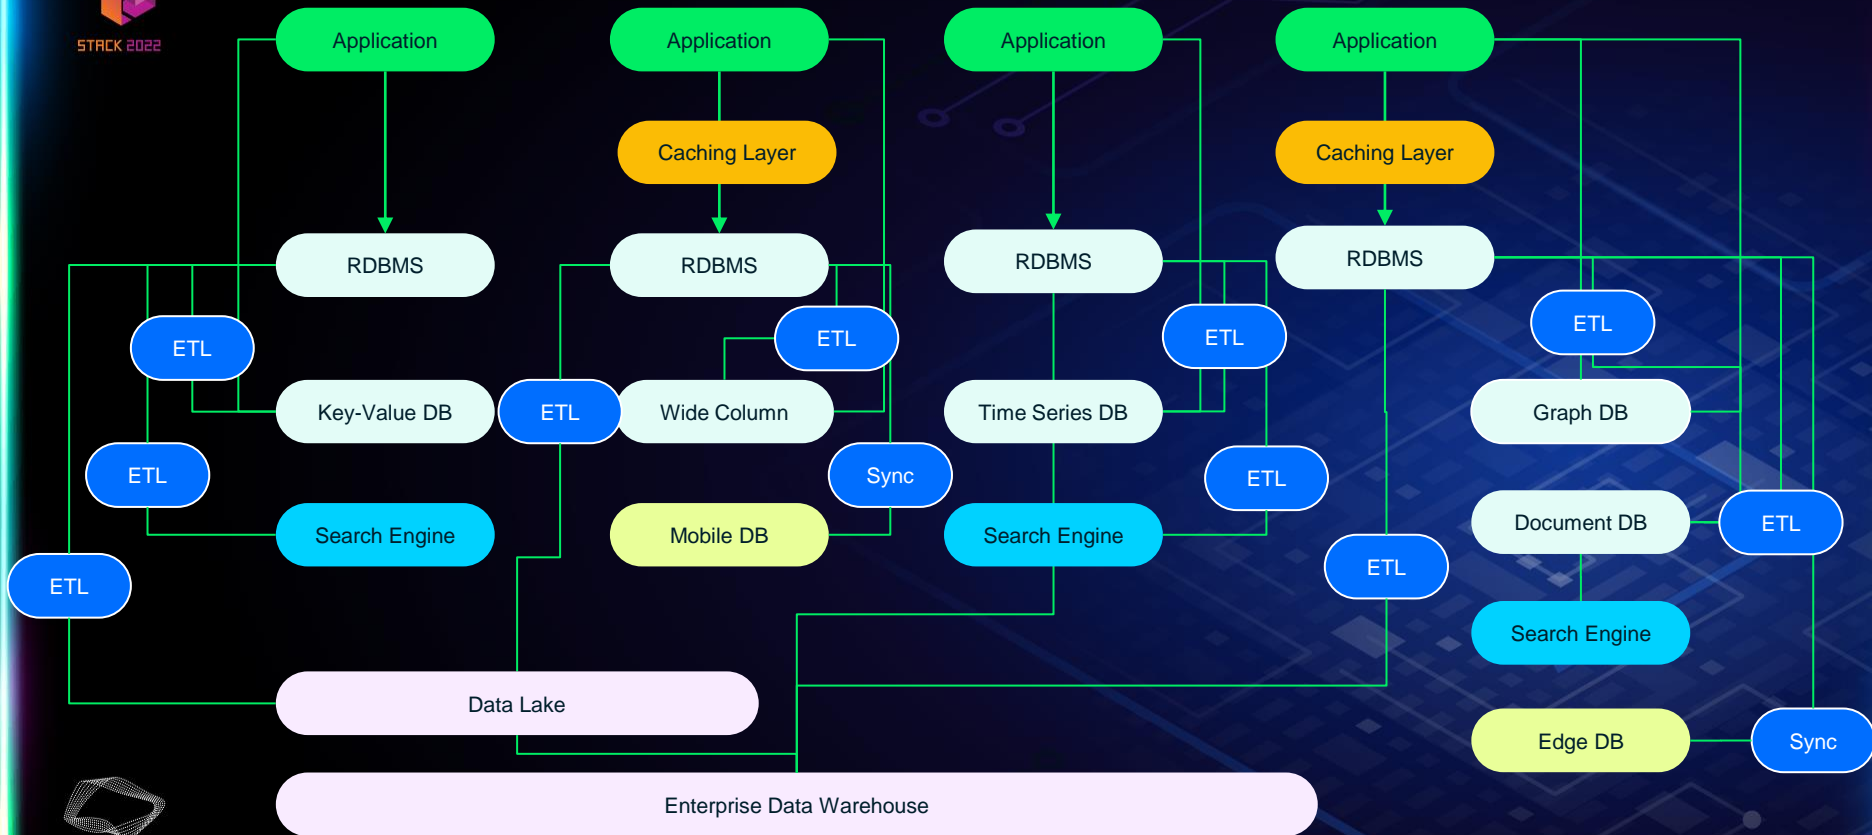 STACK 2022
Application
Application
Application
Application
Caching Layer
Caching Layer
RDBMS
RDBMS
RDBMS
RDBMS
ETL
ETL
ETL
ETL
Key-Value DB
ETL
Wide Column
Time Series DB
Graph DB
ETL
Sync
ETL
Search Engine
Mobile DB
Search Engine
Document DB
ETL
ETL
ETL
Search Engine
Data Lake
Edge DB
Sync
Enterprise Data Warehouse